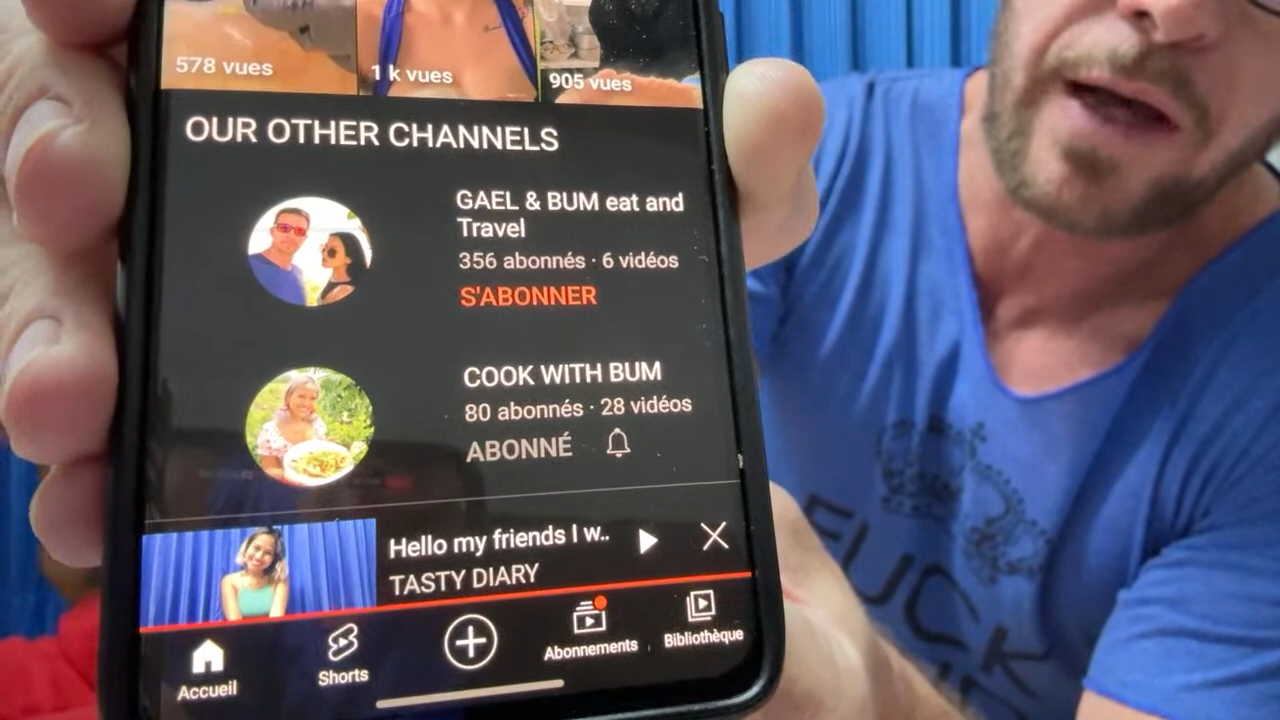 578 vues
1 k vues
905 vues
OUR OTHER CHANNELS
GAEL & BUM eat and
Travel
356 abonnés · 6 vidéos
S'ABONNER
COOK WITH BUM
80 abonnés · 28 vidéos
ABONNÉ
Hello my friends I w..
TASTY DIARY
Accueil
Shorts
Abonnements
Bibliothèque
FUCK